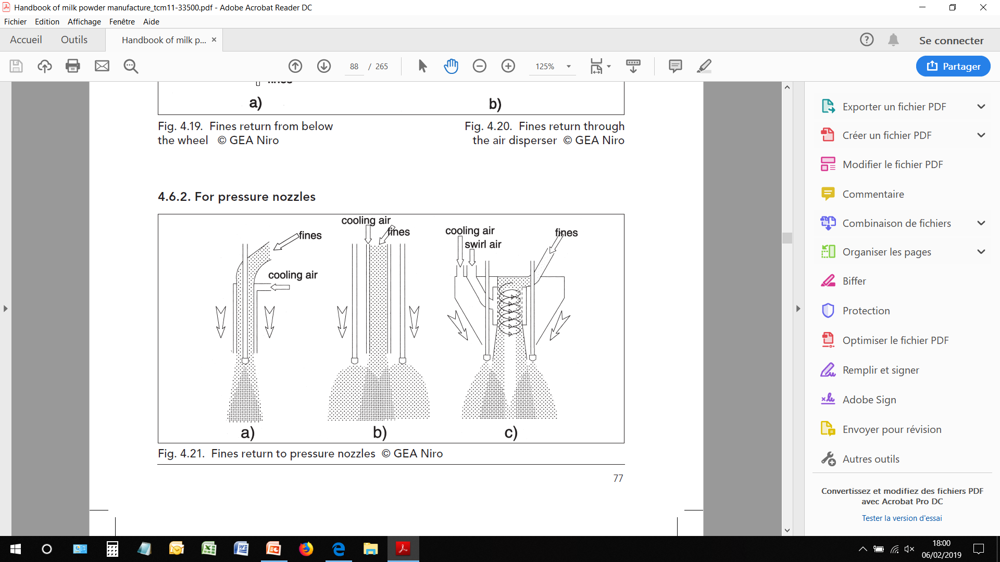 Handbook of milk powder manufacture_tcm11-33500.pdf - Adobe Acrobat Reader DC
Fichier Edition Affichage Fenêtre Aide
Accueil Outils Handbook of milk p... × Se connecter
88 / 265 125% Partager
fines
a) b)
Fig. 4.19. Fines return from below
the wheel © GEA Niro
Fig. 4.20. Fines return through
the air disperser © GEA Niro
4.6.2. For pressure nozzles
fines
cooling air
cooling air
fines
cooling air
swirl air
fines
a) b) c)
Fig. 4.21. Fines return to pressure nozzles © GEA Niro
77
Exporter un fichier PDF
Créer un fichier PDF
Modifier le fichier PDF
Commentaire
Combinaison de fichiers
Organiser les pages
Biffer
Protection
Optimiser le fichier PDF
Remplir et signer
Adobe Sign
Envoyer pour révision
Autres outils
Convertissez et modifiez des fichiers PDF
avec Acrobat Pro DC
Tester la version d'essai
18:00
06/02/2019